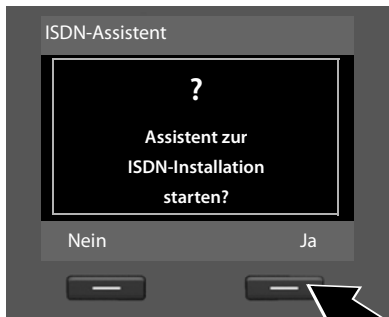 ISDN-Assistent
?
Assistent zur
ISDN-Installation
starten?
Nein Ja